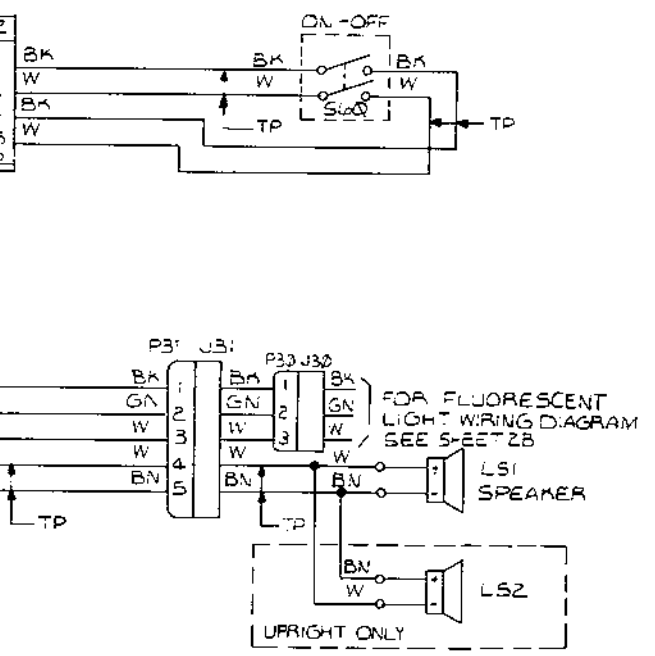 ON-OFF
BK BK BK
W W W
BK
W TP TP
P31 J31
P30 J30
BK 1 BK 1 BK
GN 2 GN 2 GN
W 3 W 3 W
W 4 W W
BN 5 BN BN
FOR FLUORESCENT
LIGHT WIRING DIAGRAM
SEE SHEET 2B
LS1
SPEAKER
TP TP
+
-
BN
W
+
-
LS2
UPRIGHT ONLY